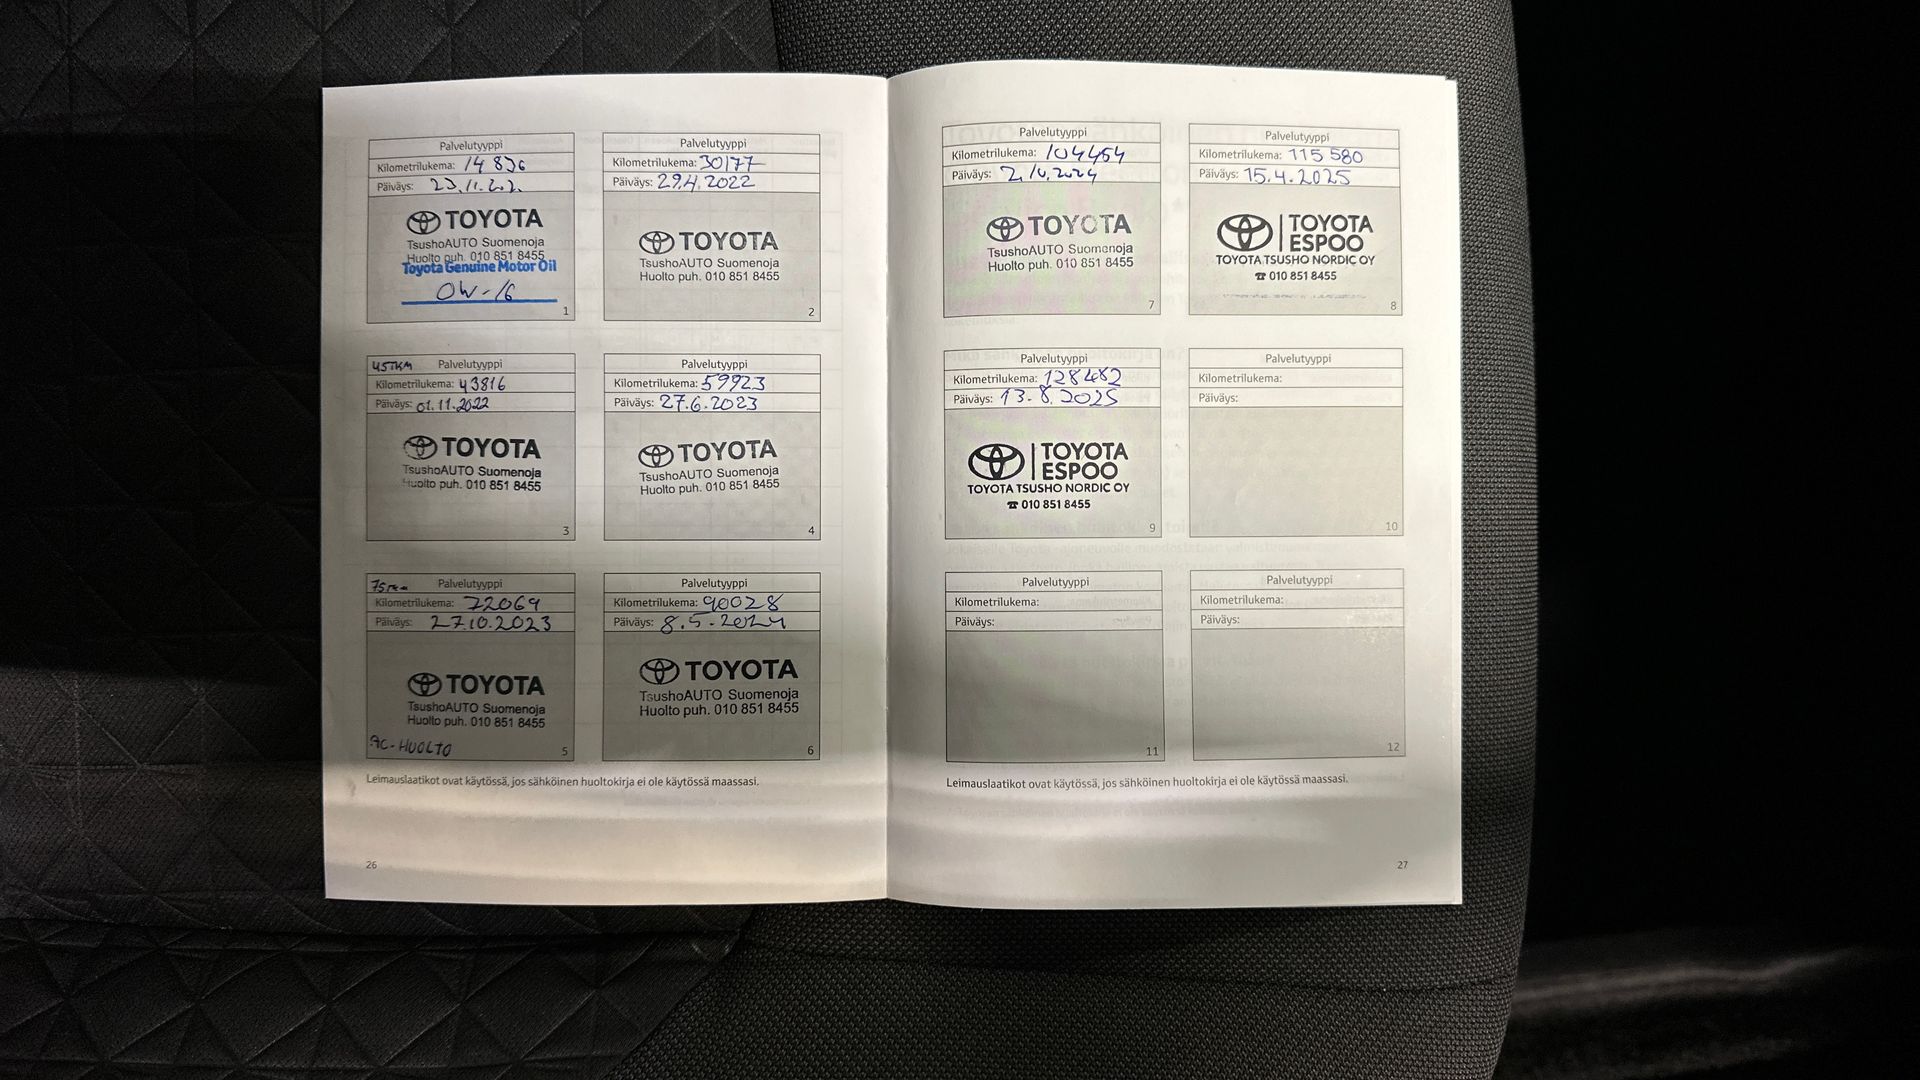 Palvelutyyppi
Kilometrilukema: 14 836
Päiväys:
TOYOTA
TsushoAUTO Suomenoja
Huolto puh. 010 851 8455
Toyota Genuine Motor Oil
0W-16
1
Palvelutyyppi
Kilometrilukema: 30177
Päiväys: 29.4.2022
TOYOTA
TsushoAUTO Suomenoja
Huolto puh. 010 851 8455
2
45TKM Palvelutyyppi
Kilometrilukema: 43816
Päiväys: 01.11.2022
TOYOTA
TsushoAUTO Suomenoja
Huolto puh. 010 851 8455
3
Palvelutyyppi
Kilometrilukema: 59923
Päiväys: 27.6.2023
TOYOTA
TsushoAUTO Suomenoja
Huolto puh. 010 851 8455
4
75TKM Palvelutyyppi
Kilometrilukema: 72069
Päiväys: 27.10.2023
TOYOTA
TsushoAUTO Suomenoja
Huolto puh. 010 851 8455
AC-HUOLTO
5
Palvelutyyppi
Kilometrilukema: 90028
Päiväys: 8.5.2024
TOYOTA
TsushoAUTO Suomenoja
Huolto puh. 010 851 8455
6
Leimauslaatikot ovat käytössä, jos sähköinen huoltokirja ei ole käytössä maassasi.
26
Palvelutyyppi
Kilometrilukema: 104454
Päiväys:
TOYOTA
TsushoAUTO Suomenoja
Huolto puh. 010 851 8455
7
Palvelutyyppi
Kilometrilukema: 115 580
Päiväys: 15.4.2025
TOYOTA
ESPOO
TOYOTA TSUSHO NORDIC OY
☎ 010 851 8455
8
Palvelutyyppi
Kilometrilukema: 128482
Päiväys: 13.8.2025
TOYOTA
ESPOO
TOYOTA TSUSHO NORDIC OY
☎ 010 851 8455
9
Palvelutyyppi
Kilometrilukema:
Päiväys:
10
Palvelutyyppi
Kilometrilukema:
Päiväys:
11
Palvelutyyppi
Kilometrilukema:
Päiväys:
12
Leimauslaatikot ovat käytössä, jos sähköinen huoltokirja ei ole käytössä maassasi.
27